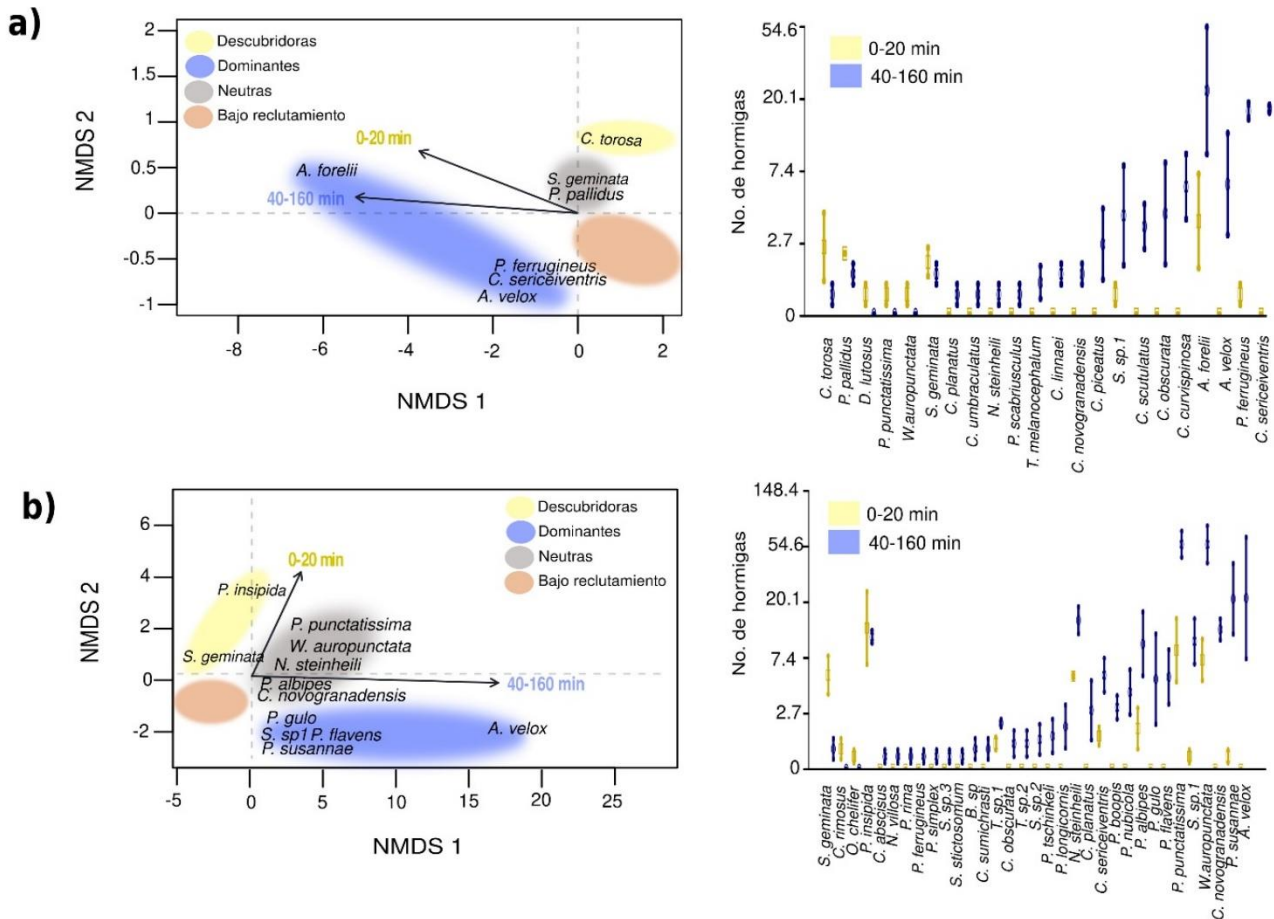 a)
NMDS 2
2
1.5
1
0.5
0
-0.5
-1
Descubridoras
Dominantes
Neutras
Bajo reclutamiento
0-20 min
C. torosa
A. forelii
S. geminata
P. pallidus
40-160 min
P. ferrugineus
C. sericeiventris
A. velox
-8
-6
-4
-2
0
2
NMDS 1
No. de hormigas
54.6
20.1
7.4
2.7
0
0-20 min
40-160 min
C. torosa
P. pallidus
D. lutosus
P. punctatissima
W.auropunctata
S. geminata
C. planatus
C. umbraculatus
N. steinheili
P. scabriusculus
T. melanocephalum
C. linnaei
C. novogranadensis
C. piceatus
S. sp.1
C. scutulatus
C. obscurata
C. curvispinosa
A. forelii
A. velox
P. ferrugineus
C. sericeiventris
b)
NMDS 2
6
4
2
0
-2
Descubridoras
Dominantes
Neutras
Bajo reclutamiento
0-20 min
P. insipida
P. punctatissima
W. auropunctata
S. geminata
N. steinheili
P. albipes
40-160 min
C. novogranadensis
P. gulo
S. sp1 P. flavens
A. velox
P. susannae
-5
0
5
10
15
20
25
NMDS 1
No. de hormigas
148.4
54.6
20.1
7.4
2.7
0
0-20 min
40-160 min
S. geminata
C. rimosus
O. chelifer
P. insipida
C. abscisus
N. villosa
P. rima
P. ferrugineus
P. simplex
S. sp.3
S. stictosomum
B. sp
C. sumichrasti
T. sp.1
C. obscurata
T. sp.2
S. sp.2
P. tschinkeli
P. longicornis
N. steinheili
C. planatus
C. sericeiventris
P. boopis
P. nubicola
P. albipes
P. gulo
P. flavens
P. punctatissima
S. sp.1
W.auropunctata
C. novogranadensis
P. susannae
A. velox